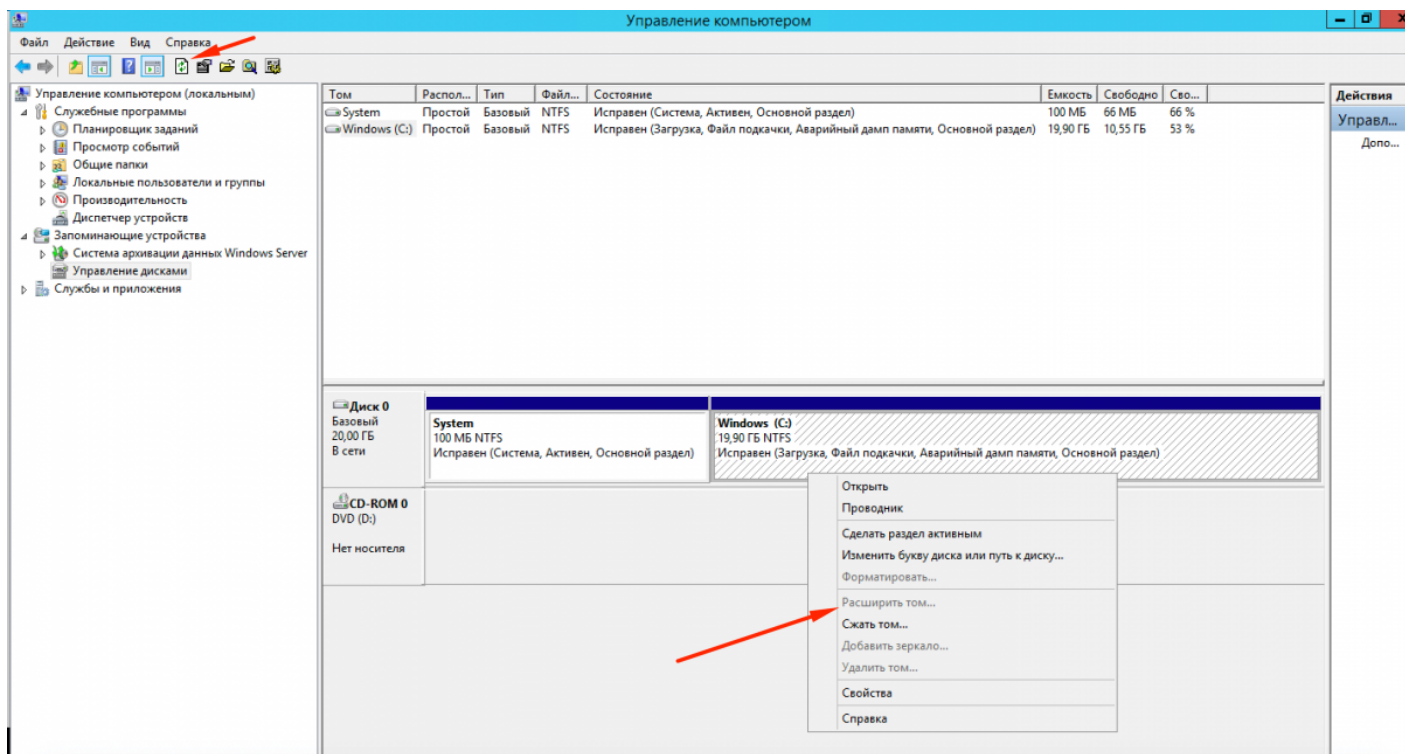 Управление компьютером
Файл Действие Вид Справка
Управление компьютером (локальным)
Служебные программы
Планировщик заданий
Просмотр событий
Общие папки
Локальные пользователи и группы
Производительность
Диспетчер устройств
Запоминающие устройства
Система архивации данных Windows Server
Управление дисками
Службы и приложения
Том Распол... Тип Файл... Состояние Емкость Свободно Сво...
System Простой Базовый NTFS Исправен (Система, Активен, Основной раздел) 100 МБ 66 МБ 66 %
Windows (C:) Простой Базовый NTFS Исправен (Загрузка, Файл подкачки, Аварийный дамп памяти, Основной раздел) 19,90 ГБ 10,55 ГБ 53 %
Действия
Управл...
Допо...
Диск 0
Базовый
20,00 ГБ
В сети
System
100 МБ NTFS
Исправен (Система, Активен, Основной раздел)
Windows (C:)
19,90 ГБ NTFS
Исправен (Загрузка, Файл подкачки, Аварийный дамп памяти, Основной раздел)
CD-ROM 0
DVD (D:)
Нет носителя
Открыть
Проводник
Сделать раздел активным
Изменить букву диска или путь к диску...
Форматировать...
Расширить том...
Сжать том...
Добавить зеркало...
Удалить том...
Свойства
Справка